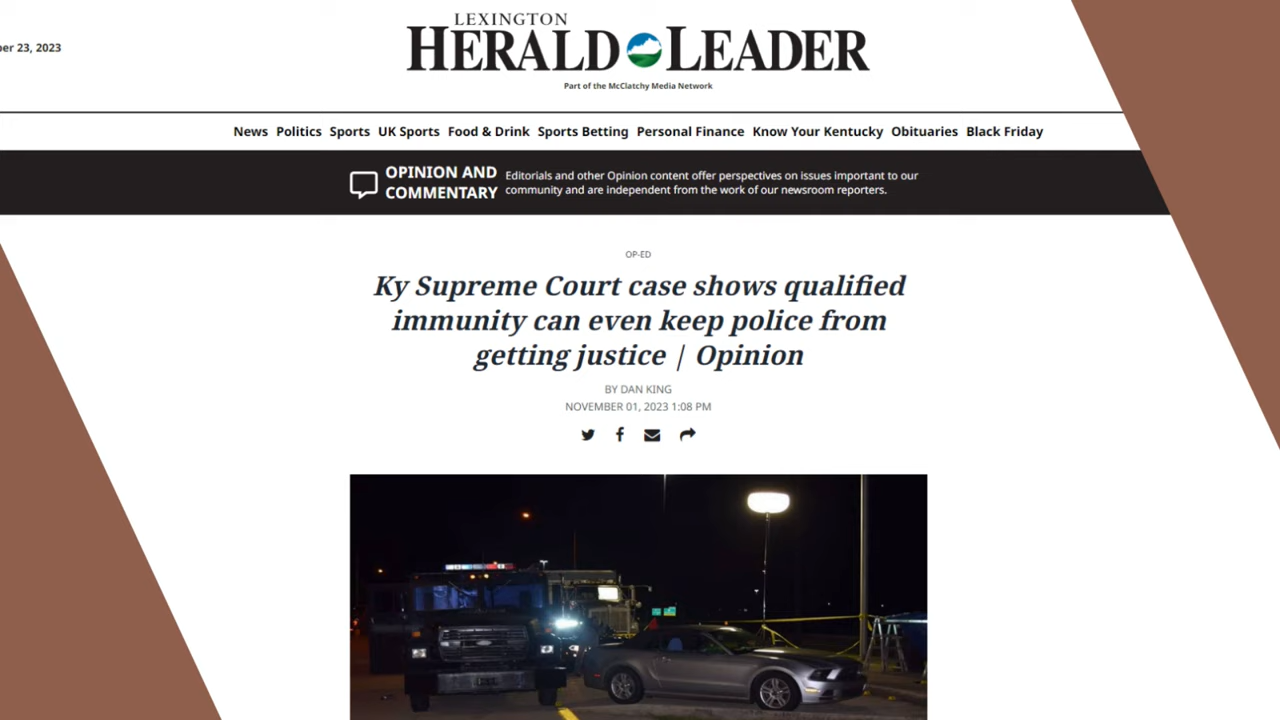 LEXINGTON
HERALD LEADER
er 23, 2023
Part of the McClatchy Media Network
News Politics Sports UK Sports Food & Drink Sports Betting Personal Finance Know Your Kentucky Obituaries Black Friday
OPINION AND
COMMENTARY
Editorials and other Opinion content offer perspectives on issues important to our
community and are independent from the work of our newsroom reporters.
OP-ED
Ky Supreme Court case shows qualified
immunity can even keep police from
getting justice | Opinion
BY DAN KING
NOVEMBER 01, 2023 1:08 PM